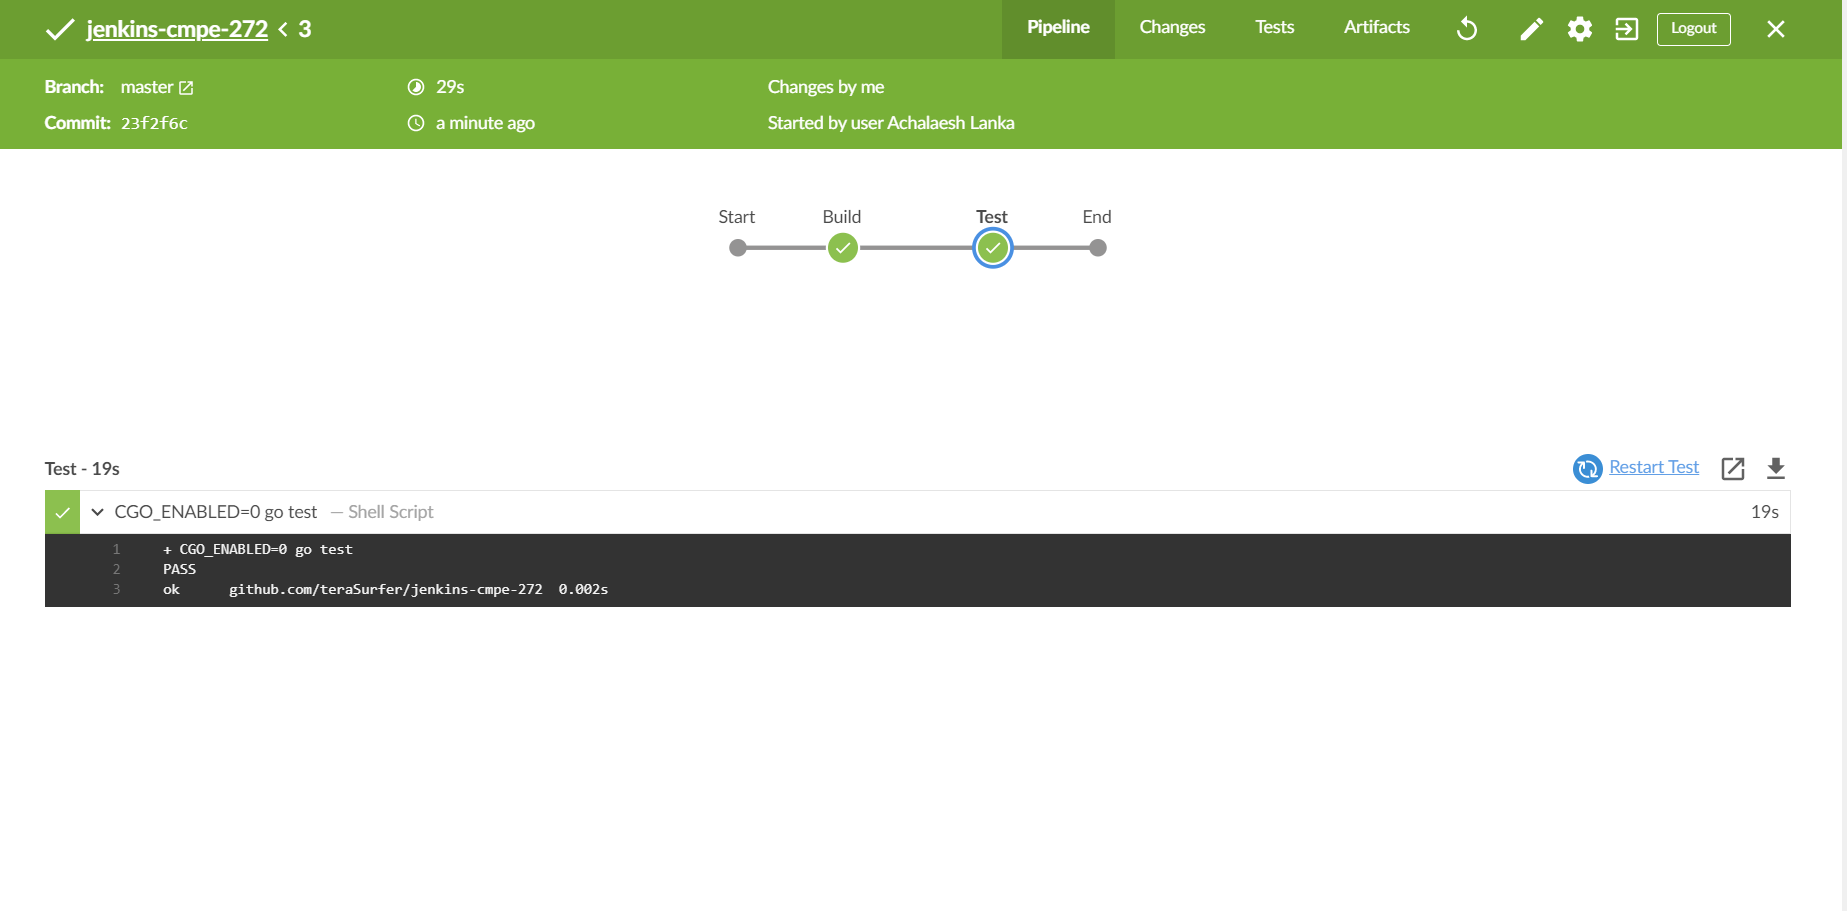 jenkins-cmpe-272 < 3
Pipeline
Changes
Tests
Artifacts
Logout
Branch: master
29s
Changes by me
Commit: 23f2f6c
a minute ago
Started by user Achalaesh Lanka
Start
Build
Test
End
Test - 19s
Restart Test
CGO_ENABLED=0 go test — Shell Script
19s
1 + CGO_ENABLED=0 go test
2 PASS
3 ok github.com/teraSurfer/jenkins-cmpe-272 0.002s